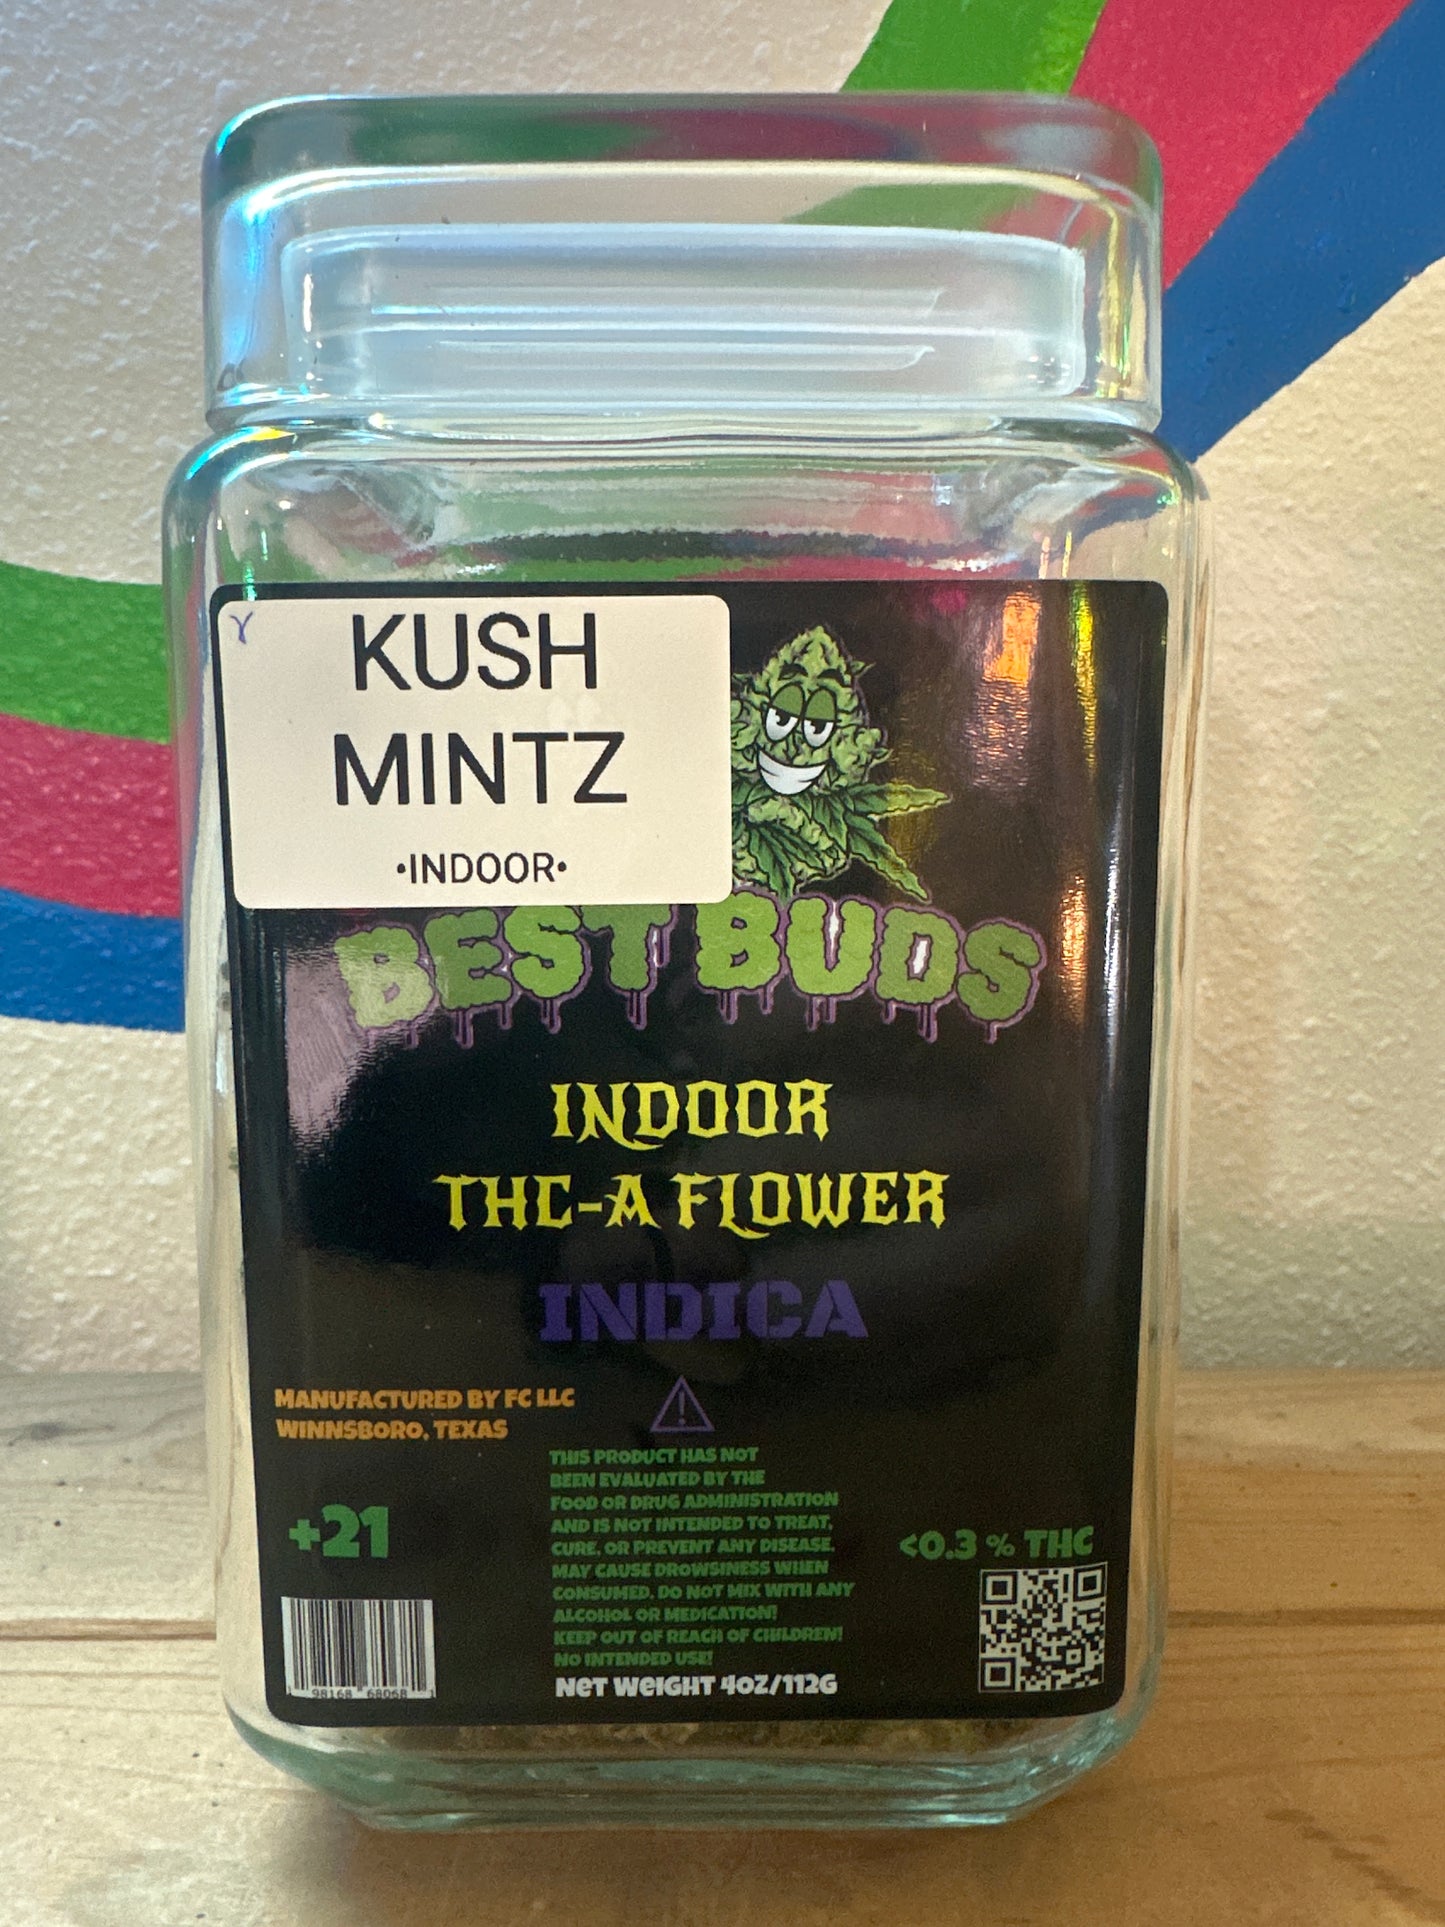 KUSH
MINTZ
•INDOOR•
BEST BUDS
INDOOR
THC-A FLOWER
INDICA
MANUFACTURED BY FC LLC
WINNSBORO, TEXAS
THIS PRODUCT HAS NOT
BEEN EVALUATED BY THE
FOOD OR DRUG ADMINISTRATION
AND IS NOT INTENDED TO TREAT,
CURE, OR PREVENT ANY DISEASE.
MAY CAUSE DROWSINESS WHEN
CONSUMED. DO NOT MIX WITH ANY
ALCOHOL OR MEDICATION!
KEEP OUT OF REACH OF CHILDREN!
NO INTENDED USE!
NET WEIGHT 4OZ/112G
+21
<0.3 % THC
98168 68068 1